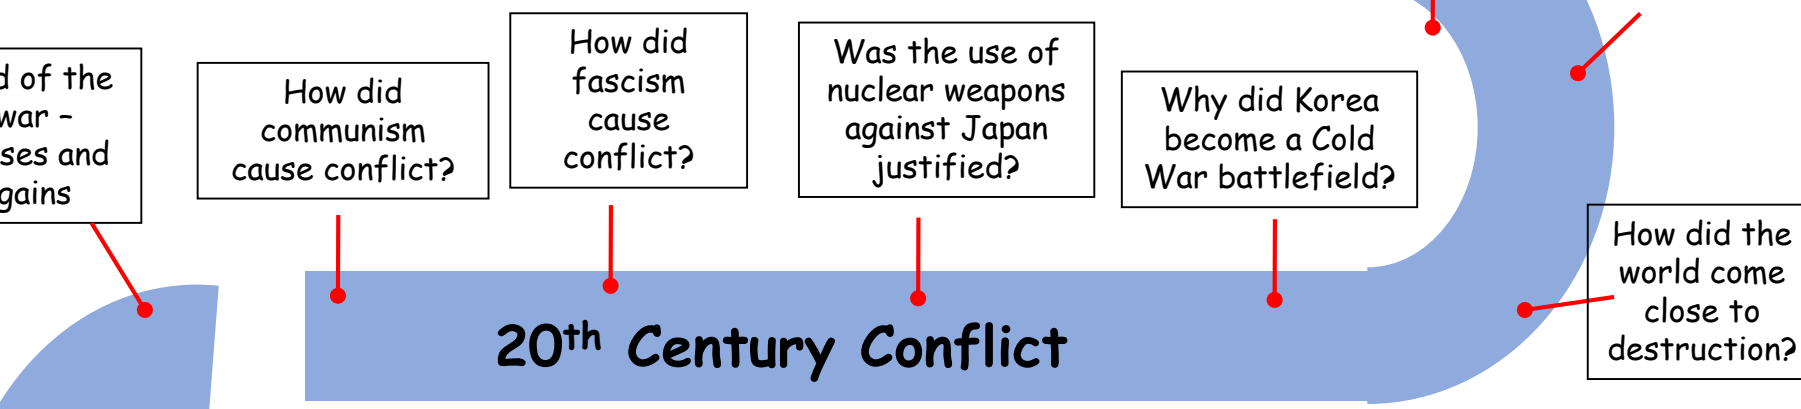 of the
war –
and
gains
How did
communism
cause conflict?
How did
fascism
cause
conflict?
Was the use of
nuclear weapons
against Japan
justified?
Why did Korea
become a Cold
War battlefield?
How did the
world come
close to
destruction?
20th Century Conflict